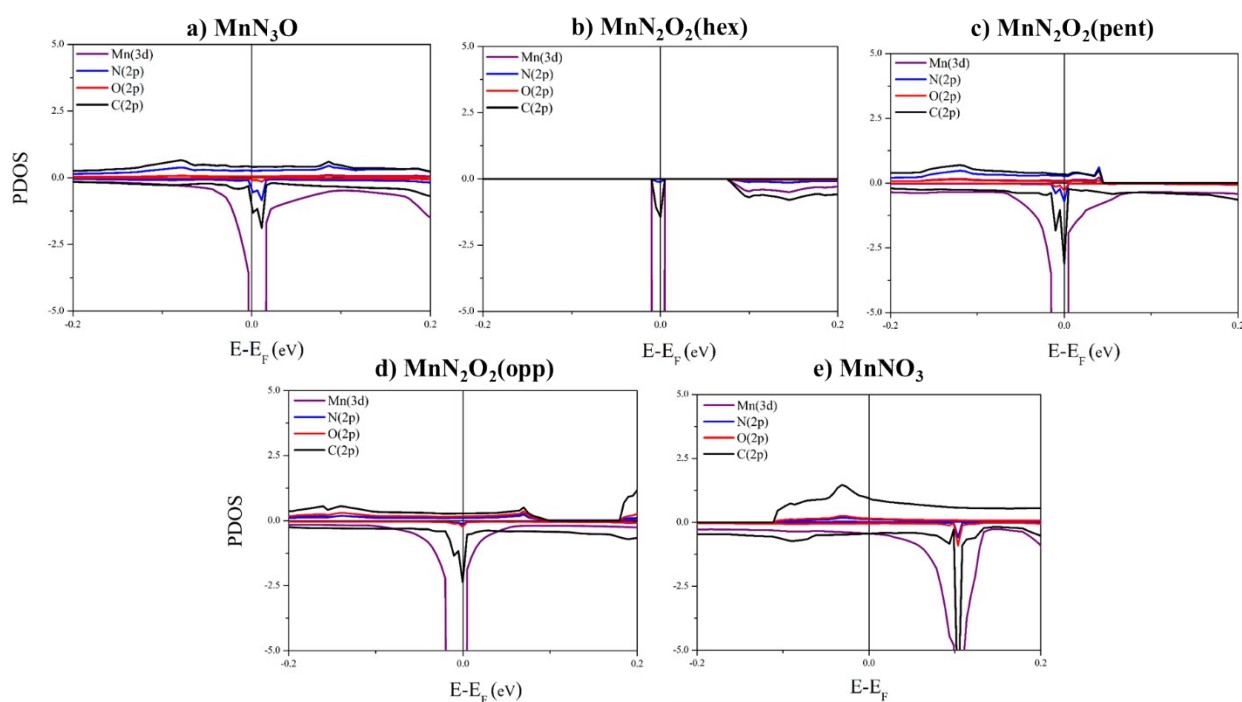 a) MnN₃O
b) MnN₂O₂(hex)
c) MnN₂O₂(pent)
PDOS
5.0
2.5
0.0
-2.5
-5.0
Mn(3d)
N(2p)
O(2p)
C(2p)
-0.2
0.0
0.2
E-E_F (eV)
5.0
2.5
0.0
-2.5
-5.0
Mn(3d)
N(2p)
O(2p)
C(2p)
-0.2
0.0
0.2
E-E_F (eV)
5.0
2.5
0.0
-2.5
-5.0
Mn(3d)
N(2p)
O(2p)
C(2p)
-0.2
0.0
0.2
E-E_F (eV)
d) MnN₂O₂(opp)
e) MnNO₃
PDOS
5.0
2.5
0.0
-2.5
-5.0
Mn(3d)
N(2p)
O(2p)
C(2p)
-0.2
0.0
0.2
E-E_F (eV)
5.0
2.5
0.0
-2.5
-5.0
Mn(3d)
N(2p)
O(2p)
C(2p)
-0.2
0.0
0.2
E-E_F